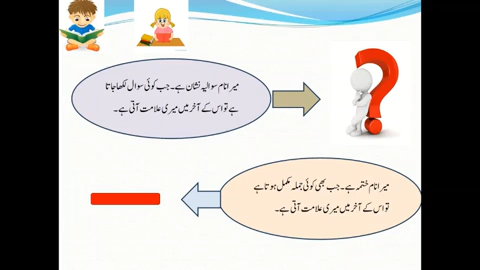 میرا نام سوالیہ نشان ہے۔ جب کوئی سوال لکھا جاتا
ہے تو اس کے آخر میں میری علامت آتی ہے۔
میرا نام ختمہ ہے۔ جب بھی کوئی جملہ مکمل ہوتا ہے
تو اس کے آخر میں میری علامت آتی ہے۔